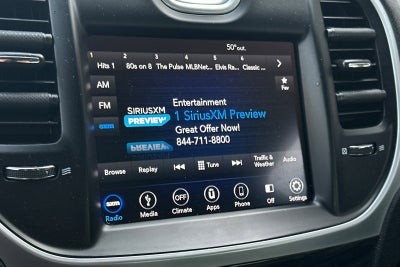 50°out.
1 2 3 4 5 6
Hits 1 80s on 8 The Pulse MLBNet... Elvis Ra... Classic ...
AM
FM
SXM
SIRIUSXM
PREVIEW
Entertainment
1 SiriusXM Preview
Great Offer Now!
844-711-8800
Fav
Browse Replay Tune Traffic & Weather Audio
SXM
OFF
Radio Media Climate Apps Phone Off Settings